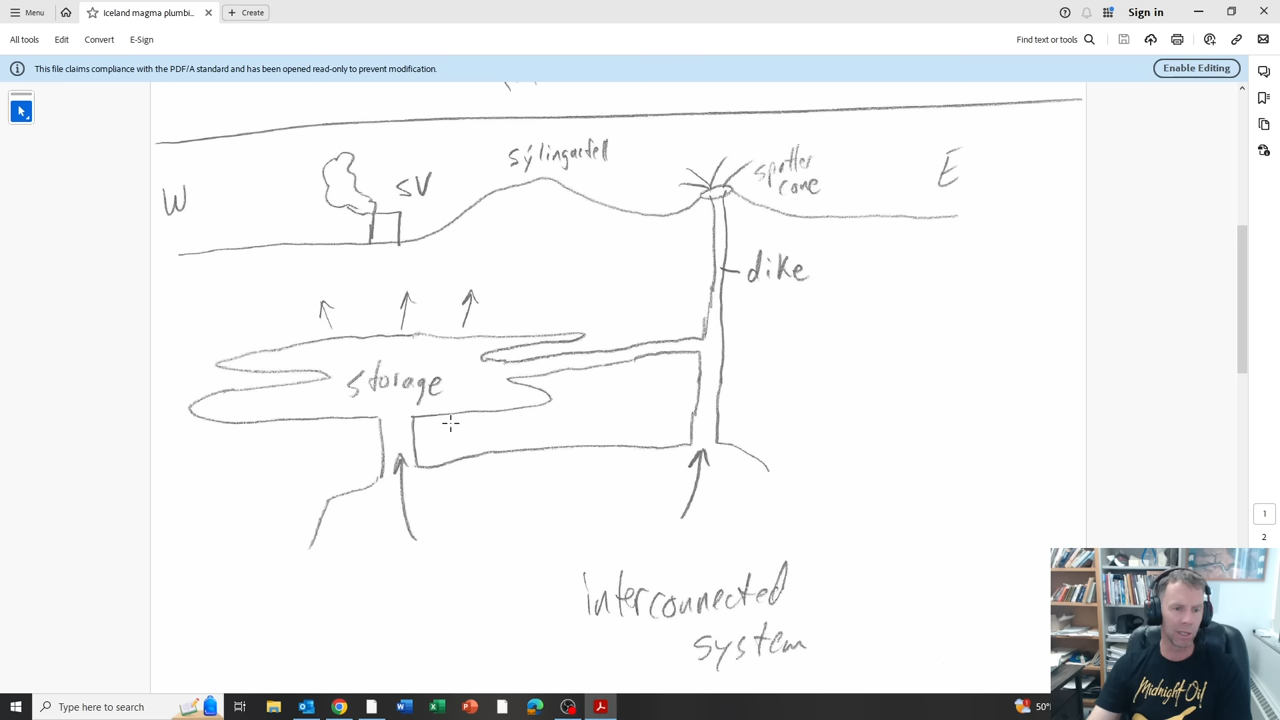 Menu
Iceland magma plumbi...
Create
Sign in
All tools
Edit
Convert
E-Sign
Find text or tools
This file claims compliance with the PDF/A standard and has been opened read-only to prevent modification.
Enable Editing
W
SV
sýlingarfell
spatter
cone
E
dike
storage
interconnected
system
1
2
Midnight Oil
Type here to search
50°